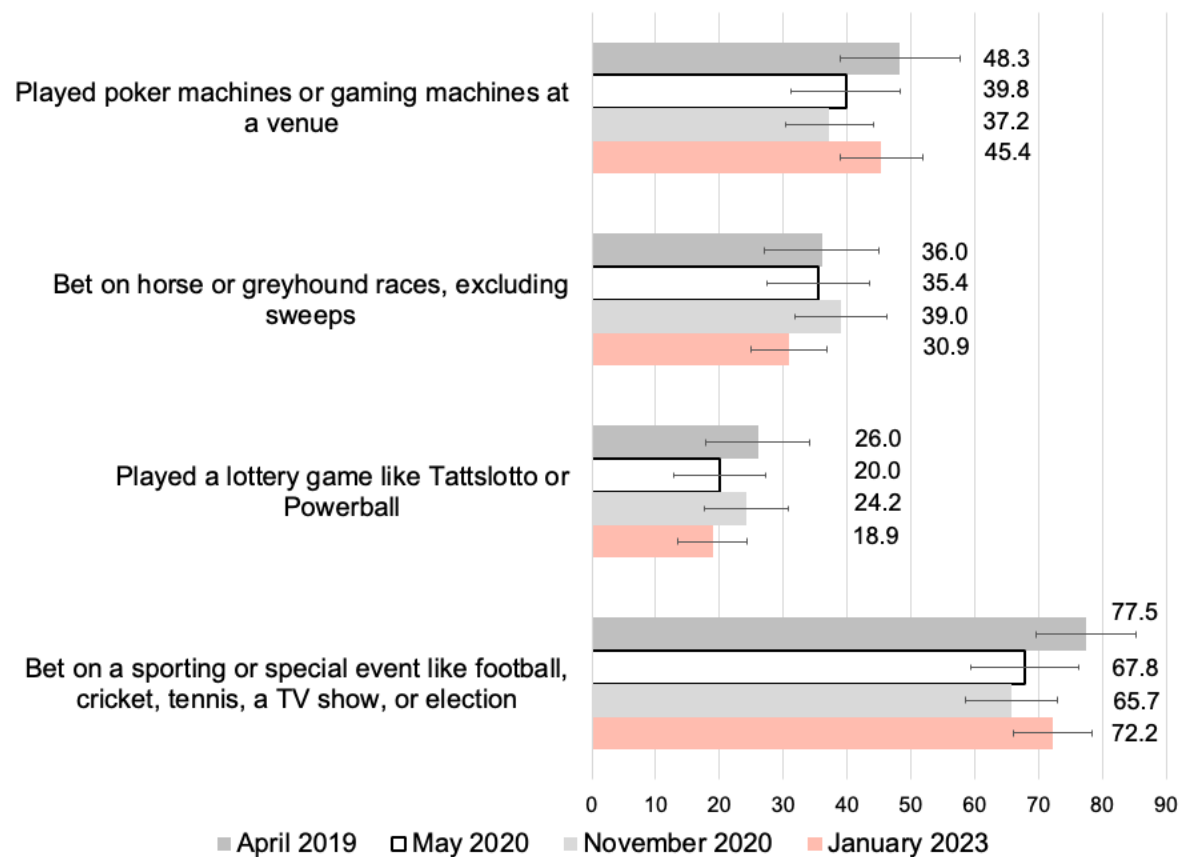 Played poker machines or gaming machines at
a venue
48.3
39.8
37.2
45.4
Bet on horse or greyhound races, excluding
sweeps
36.0
35.4
39.0
30.9
Played a lottery game like Tattslotto or
Powerball
26.0
20.0
24.2
18.9
Bet on a sporting or special event like football,
cricket, tennis, a TV show, or election
77.5
67.8
65.7
72.2
0 10 20 30 40 50 60 70 80 90
April 2019 May 2020 November 2020 January 2023